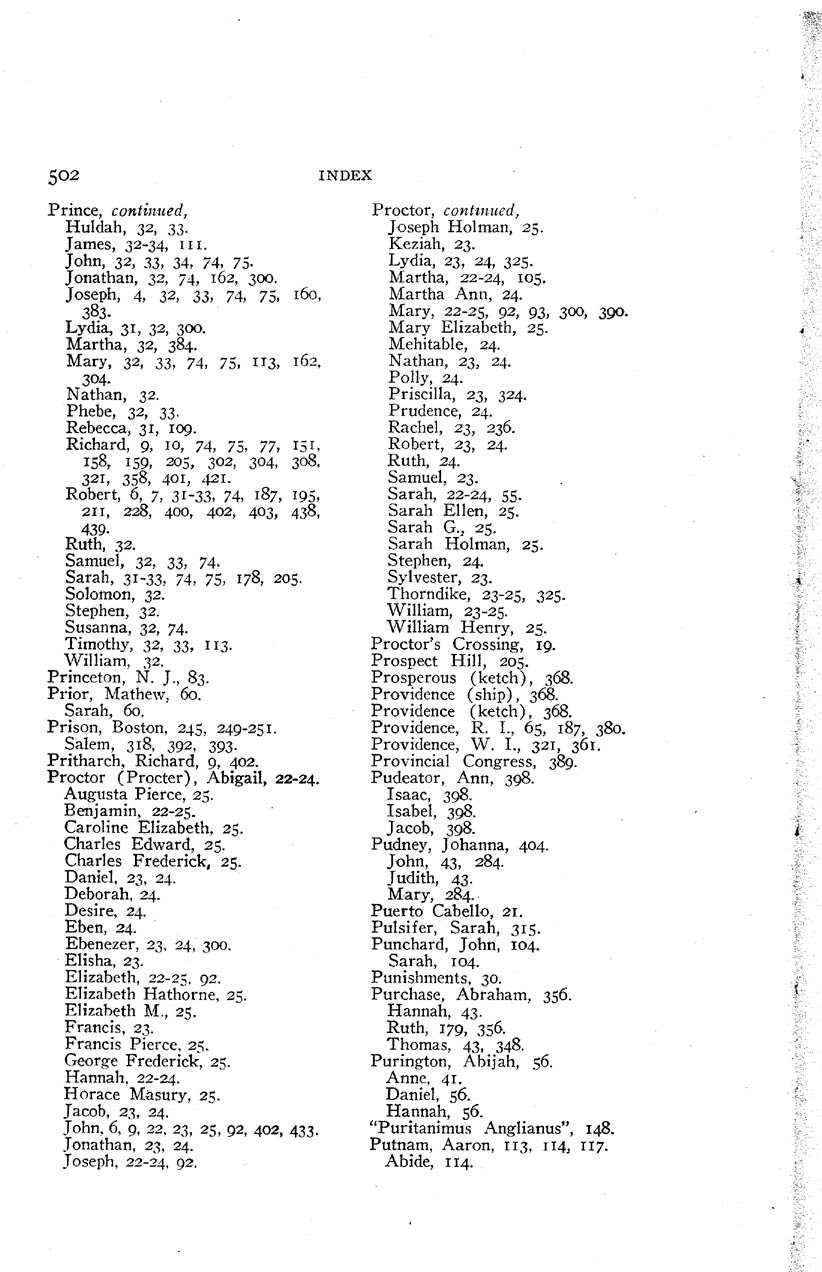 502 INDEX
Prince, continued,
Huldah, 32, 33.
James, 32-34, 111.
John, 32, 33, 34, 74, 75.
Jonathan, 32, 74, 162, 300.
Joseph, 4, 32, 33, 74, 75, 160,
383.
Lydia, 31, 32, 300.
Martha, 32, 384.
Mary, 32, 33, 74, 75, 113, 162,
304.
Nathan, 32.
Phebe, 32, 33.
Rebecca, 31, 109.
Richard, 9, 10, 74, 75, 77, 151,
158, 159, 205, 302, 304, 308,
321, 358, 401, 421.
Robert, 6, 7, 31-33, 74, 187, 195,
211, 228, 400, 402, 403, 438,
439.
Ruth, 32.
Samuel, 32, 33, 74.
Sarah, 31-33, 74, 75, 178, 205.
Solomon, 32.
Stephen, 32.
Susanna, 32, 74.
Timothy, 32, 33, 113.
William, 32.
Princeton, N. J., 83.
Prior, Mathew, 60.
Sarah, 60.
Prison, Boston, 245, 249-251.
Salem, 318, 392, 393.
Pritharch, Richard, 9, 402.
Proctor (Procter), Abigail, 22-24.
Augusta Pierce, 25.
Benjamin, 22-25.
Caroline Elizabeth, 25.
Charles Edward, 25.
Charles Frederick, 25.
Daniel, 23, 24.
Deborah, 24.
Desire, 24.
Eben, 24.
Ebenezer, 23, 24, 300.
Elisha, 23.
Elizabeth, 22-25, 92.
Elizabeth Hathorne, 25.
Elizabeth M., 25.
Francis, 23.
Francis Pierce, 25.
George Frederick, 25.
Hannah, 22-24.
Horace Masury, 25.
Jacob, 23, 24.
John, 6, 9, 22, 23, 25, 92, 402, 433.
Jonathan, 23, 24.
Joseph, 22-24, 92.
Proctor, continued,
Joseph Holman, 25.
Keziah, 23.
Lydia, 23, 24, 325.
Martha, 22-24, 105.
Martha Ann, 24.
Mary, 22-25, 92, 93, 300, 390.
Mary Elizabeth, 25.
Mehitable, 24.
Nathan, 23, 24.
Polly, 24.
Priscilla, 23, 324.
Prudence, 24.
Rachel, 23, 236.
Robert, 23, 24.
Ruth, 24.
Samuel, 23.
Sarah, 22-24, 55.
Sarah Ellen, 25.
Sarah G., 25.
Sarah Holman, 25.
Stephen, 24.
Sylvester, 23.
Thorndike, 23-25, 325.
William, 23-25.
William Henry, 25.
Proctor's Crossing, 19.
Prospect Hill, 205.
Prosperous (ketch), 368.
Providence (ship), 368.
Providence (ketch), 368.
Providence, R. I., 65, 187, 380.
Providence, W. I., 321, 361.
Provincial Congress, 389.
Pudeator, Ann, 398.
Isaac, 398.
Isabel, 398.
Jacob, 398.
Pudney, Johanna, 404.
John, 43, 284.
Judith, 43.
Mary, 284.
Puerto Cabello, 21.
Pulsifer, Sarah, 315.
Punchard, John, 104.
Sarah, 104.
Punishments, 30.
Purchase, Abraham, 356.
Hannah, 43.
Ruth, 179, 356.
Thomas, 43, 348.
Purington, Abijah, 56.
Anne, 41.
Daniel, 56.
Hannah, 56.
"Puritanimus Anglianus", 148.
Putnam, Aaron, 113, 114, 117.
Abide, 114.